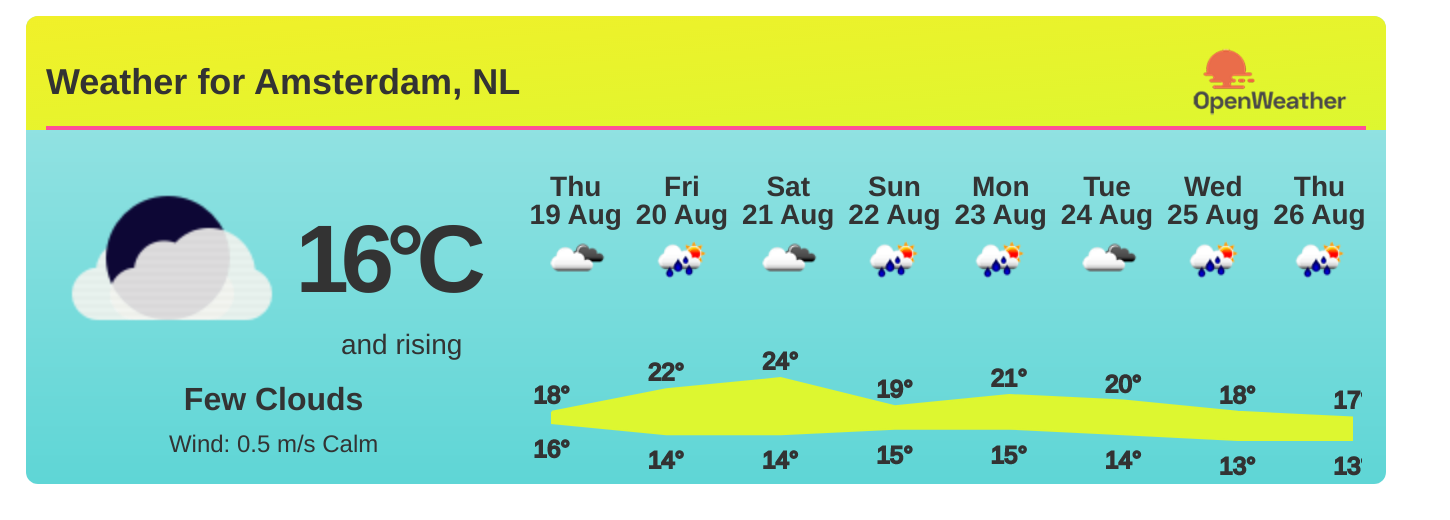 Weather for Amsterdam, NL
OpenWeather
Thu Fri Sat Sun Mon Tue Wed Thu
19 Aug 20 Aug 21 Aug 22 Aug 23 Aug 24 Aug 25 Aug 26 Aug
16°C
and rising
Few Clouds
Wind: 0.5 m/s Calm
18° 22° 24° 19° 21° 20° 18° 17°
16° 14° 14° 15° 15° 14° 13° 13°